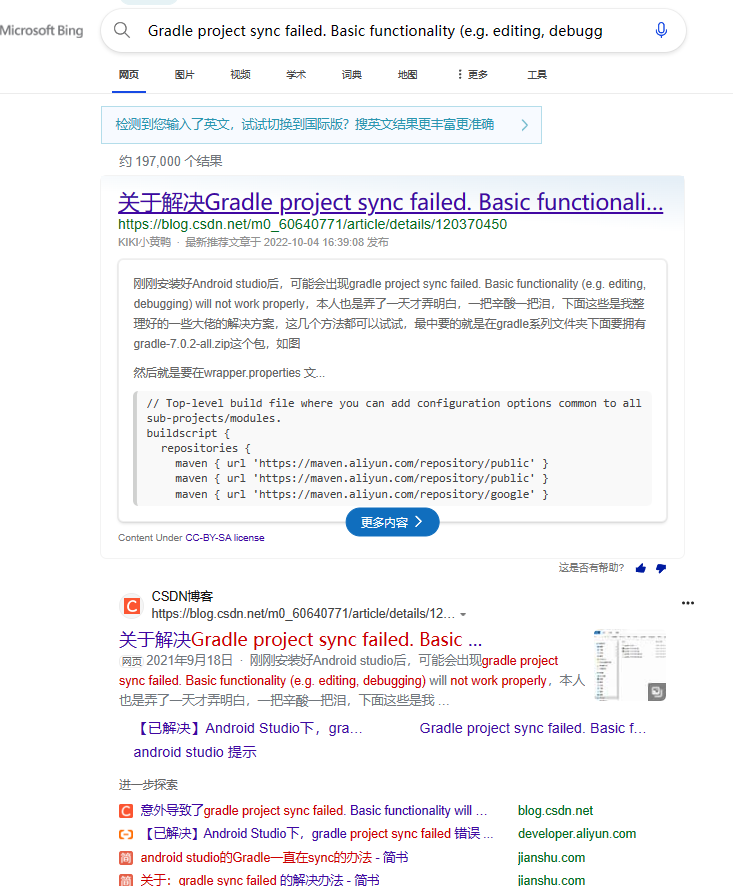 Microsoft Bing
Gradle project sync failed. Basic functionality (e.g. editing, debugg
网页 图片 视频 学术 词典 地图 更多 工具
检测到您输入了英文，试试切换到国际版？搜英文结果更丰富更准确
约 197,000 个结果
关于解决Gradle project sync failed. Basic functionali...
https://blog.csdn.net/m0_60640771/article/details/120370450
KIKI小黄鸭 · 最新推荐文章于 2022-10-04 16:39:08 发布
刚刚安装好Android studio后，可能会出现gradle project sync failed. Basic functionality (e.g. editing,
debugging) will not work properly，本人也是弄了一天才弄明白，一把辛酸一把泪，下面这些是我整
理好的一些大佬的解决方案，这几个方法都可以试试，最中要的就是在gradle系列文件夹下面要拥有
gradle-7.0.2-all.zip这个包，如图
然后就是要在wrapper.properties 文...
// Top-level build file where you can add configuration options common to all
sub-projects/modules.
buildscript {
repositories {
maven { url 'https://maven.aliyun.com/repository/public' }
maven { url 'https://maven.aliyun.com/repository/public' }
maven { url 'https://maven.aliyun.com/repository/google' }
更多内容
Content Under CC-BY-SA license
这是否有帮助?
CSDN博客
https://blog.csdn.net/m0_60640771/article/details/12...
关于解决Gradle project sync failed. Basic ...
网页 2021年9月18日 · 刚刚安装好Android studio后，可能会出现gradle project
sync failed. Basic functionality (e.g. editing, debugging) will not work properly，本人
也是弄了一天才弄明白，一把辛酸一把泪，下面这些是我 ...
【已解决】Android Studio下，gra... Gradle project sync failed. Basic f...
android studio 提示
进一步探索
意外导致了gradle project sync failed. Basic functionality will ... blog.csdn.net
【已解决】Android Studio下，gradle project sync failed 错误 ... developer.aliyun.com
简 android studio的Gradle一直在sync的办法 - 简书 jianshu.com
简 关于：gradle sync failed 的解决办法 - 简书 jianshu.com